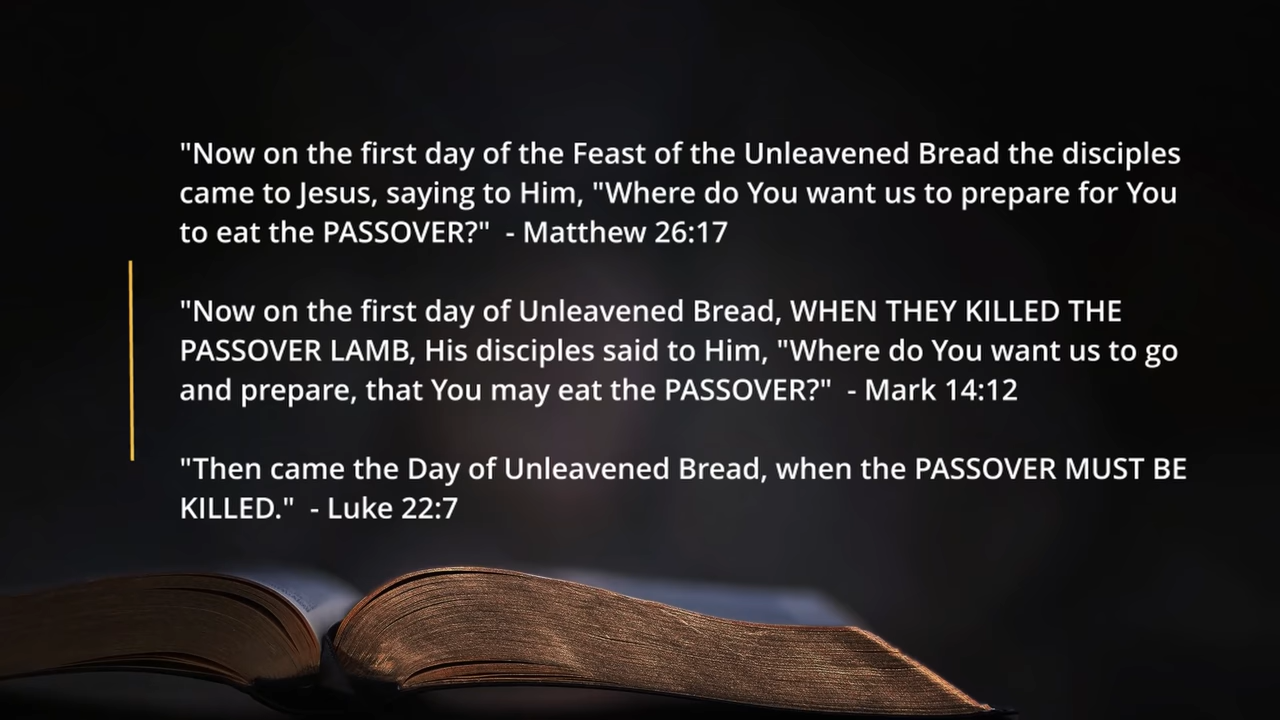 "Now on the first day of the Feast of the Unleavened Bread the disciples
came to Jesus, saying to Him, "Where do You want us to prepare for You
to eat the PASSOVER?"  - Matthew 26:17
"Now on the first day of Unleavened Bread, WHEN THEY KILLED THE
PASSOVER LAMB, His disciples said to Him, "Where do You want us to go
and prepare, that You may eat the PASSOVER?"  - Mark 14:12
"Then came the Day of Unleavened Bread, when the PASSOVER MUST BE
KILLED."  - Luke 22:7